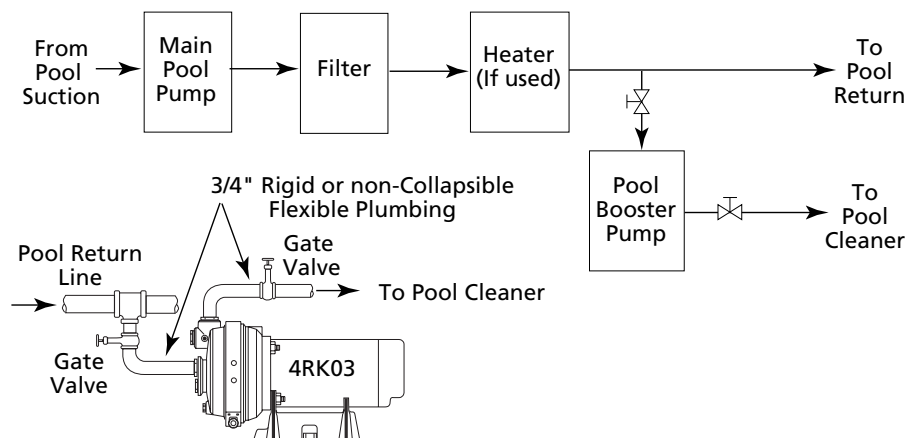 From
Pool
Suction
Main
Pool
Pump
Filter
Heater
(If used)
To
Pool
Return
Pool
Booster
Pump
To
Pool
Cleaner
3/4" Rigid or non-Collapsible
Flexible Plumbing
Pool Return
Line
Gate
Valve
To Pool Cleaner
Gate
Valve
4RK03